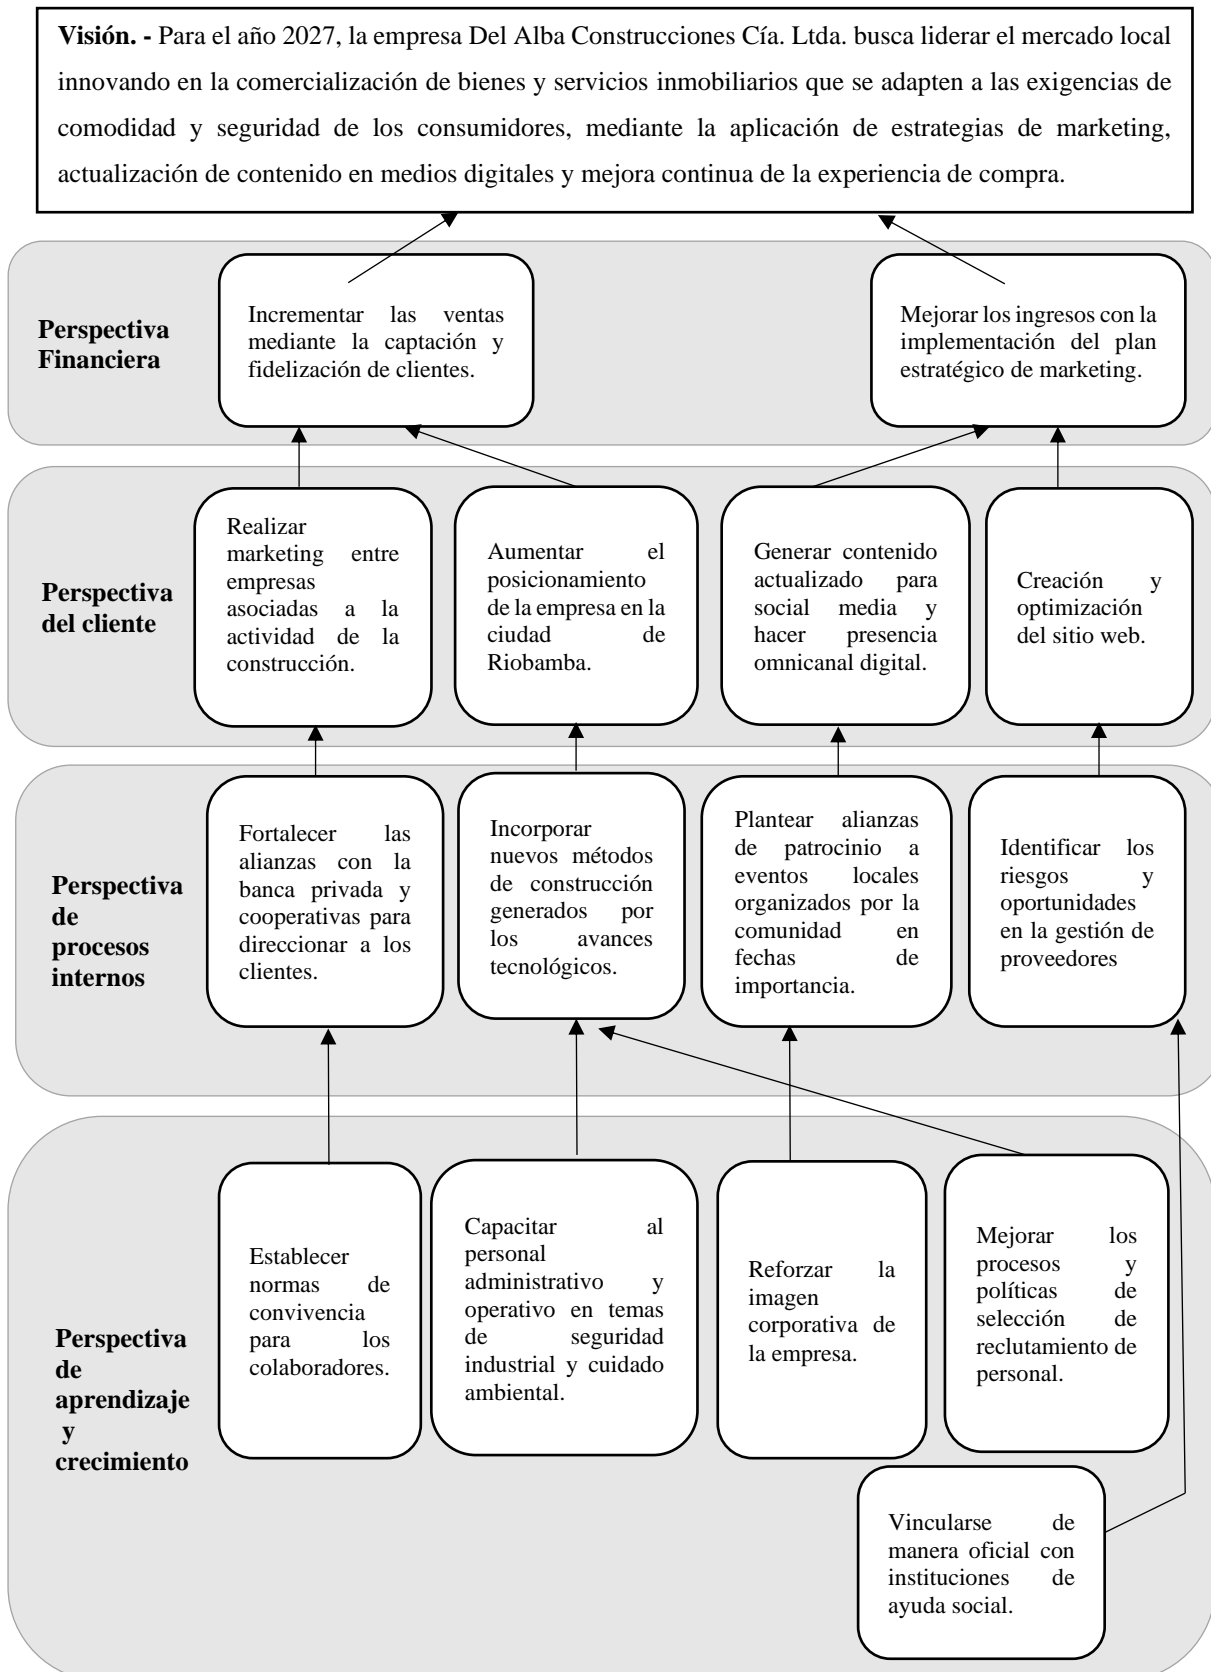 Visión. - Para el año 2027, la empresa Del Alba Construcciones Cía. Ltda. busca liderar el mercado local
innovando en la comercialización de bienes y servicios inmobiliarios que se adapten a las exigencias de
comodidad y seguridad de los consumidores, mediante la aplicación de estrategias de marketing,
actualización de contenido en medios digitales y mejora continua de la experiencia de compra.
Perspectiva
Financiera
Incrementar las ventas
mediante la captación y
fidelización de clientes.
Mejorar los ingresos con la
implementación del plan
estratégico de marketing.
Perspectiva
del cliente
Realizar
marketing entre
empresas
asociadas a la
actividad de la
construcción.
Aumentar el
posicionamiento
de la empresa en la
ciudad de
Riobamba.
Generar contenido
actualizado para
social media y
hacer presencia
omnicanal digital.
Creación y
optimización
del sitio web.
Perspectiva
de
procesos
internos
Fortalecer las
alianzas con la
banca privada y
cooperativas para
direccionar a los
clientes.
Incorporar
nuevos métodos
de construcción
generados por
los avances
tecnológicos.
Plantear alianzas
de patrocinio a
eventos locales
organizados por la
comunidad en
fechas de
importancia.
Identificar los
riesgos y
oportunidades
en la gestión de
proveedores
Perspectiva
de
aprendizaje
y
crecimiento
Establecer
normas de
convivencia
para los
colaboradores.
Capacitar al
personal
administrativo y
operativo en temas
de seguridad
industrial y cuidado
ambiental.
Reforzar la
imagen
corporativa de
la empresa.
Mejorar los
procesos y
políticas de
selección de
reclutamiento de
personal.
Vincularse de
manera oficial con
instituciones de
ayuda social.